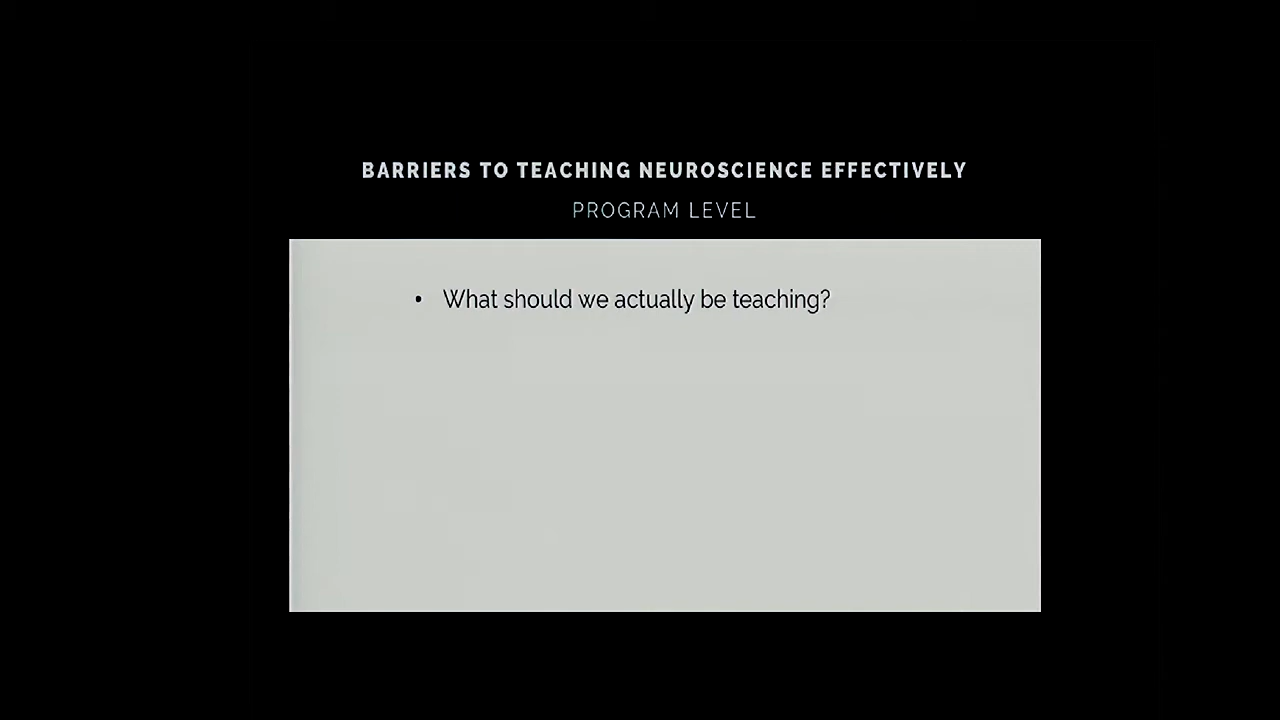 BARRIERS TO TEACHING NEUROSCIENCE EFFECTIVELY
PROGRAM LEVEL
• What should we actually be teaching?